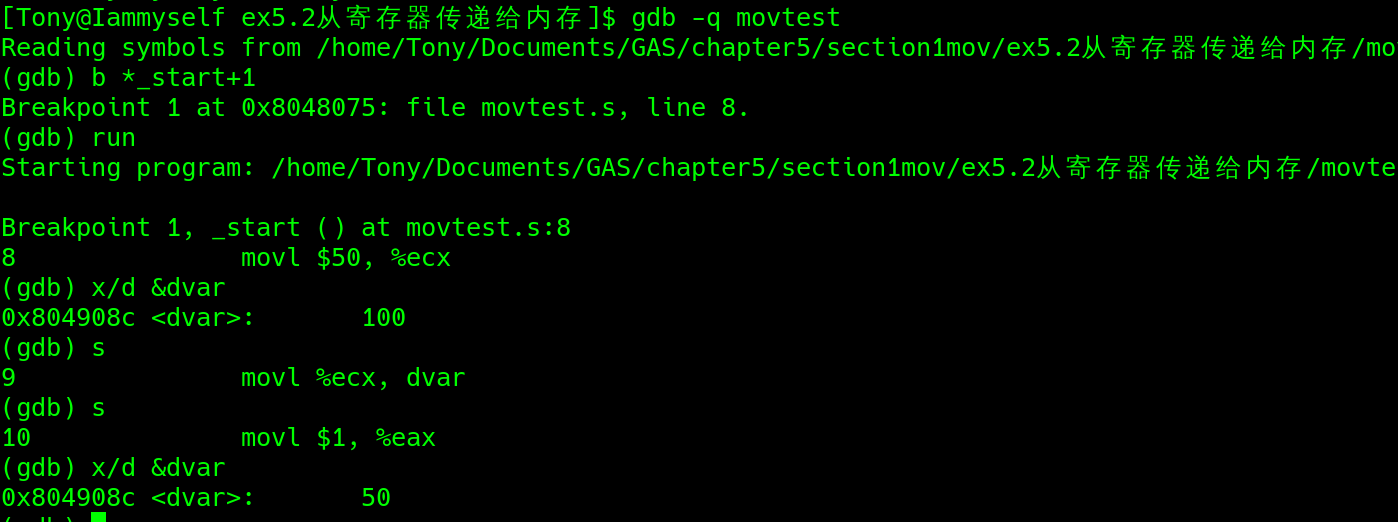 [Tony@Iammyself ex5.2从寄存器传递给内存]$ gdb -q movtest
Reading symbols from /home/Tony/Documents/GAS/chapter5/section1mov/ex5.2从寄存器传递给内存/mo
(gdb) b *_start+1
Breakpoint 1 at 0x8048075: file movtest.s, line 8.
(gdb) run
Starting program: /home/Tony/Documents/GAS/chapter5/section1mov/ex5.2从寄存器传递给内存/movte
Breakpoint 1, _start () at movtest.s:8
8               movl $50, %ecx
(gdb) x/d &dvar
0x804908c <dvar>:       100
(gdb) s
9               movl %ecx, dvar
(gdb) s
10              movl $1, %eax
(gdb) x/d &dvar
0x804908c <dvar>:       50
(gdb)